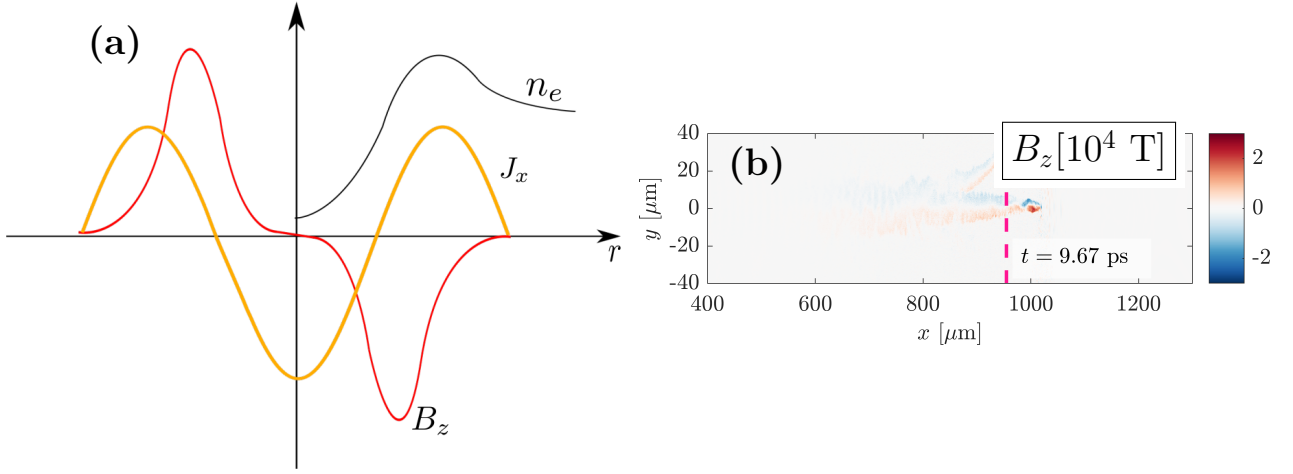 (a)
n_e
J_x
r
B_z
(b)
B_z[10^4 T]
40
20
0
-20
-40
y [μm]
t = 9.67 ps
2
0
-2
400
600
800
1000
1200
x [μm]